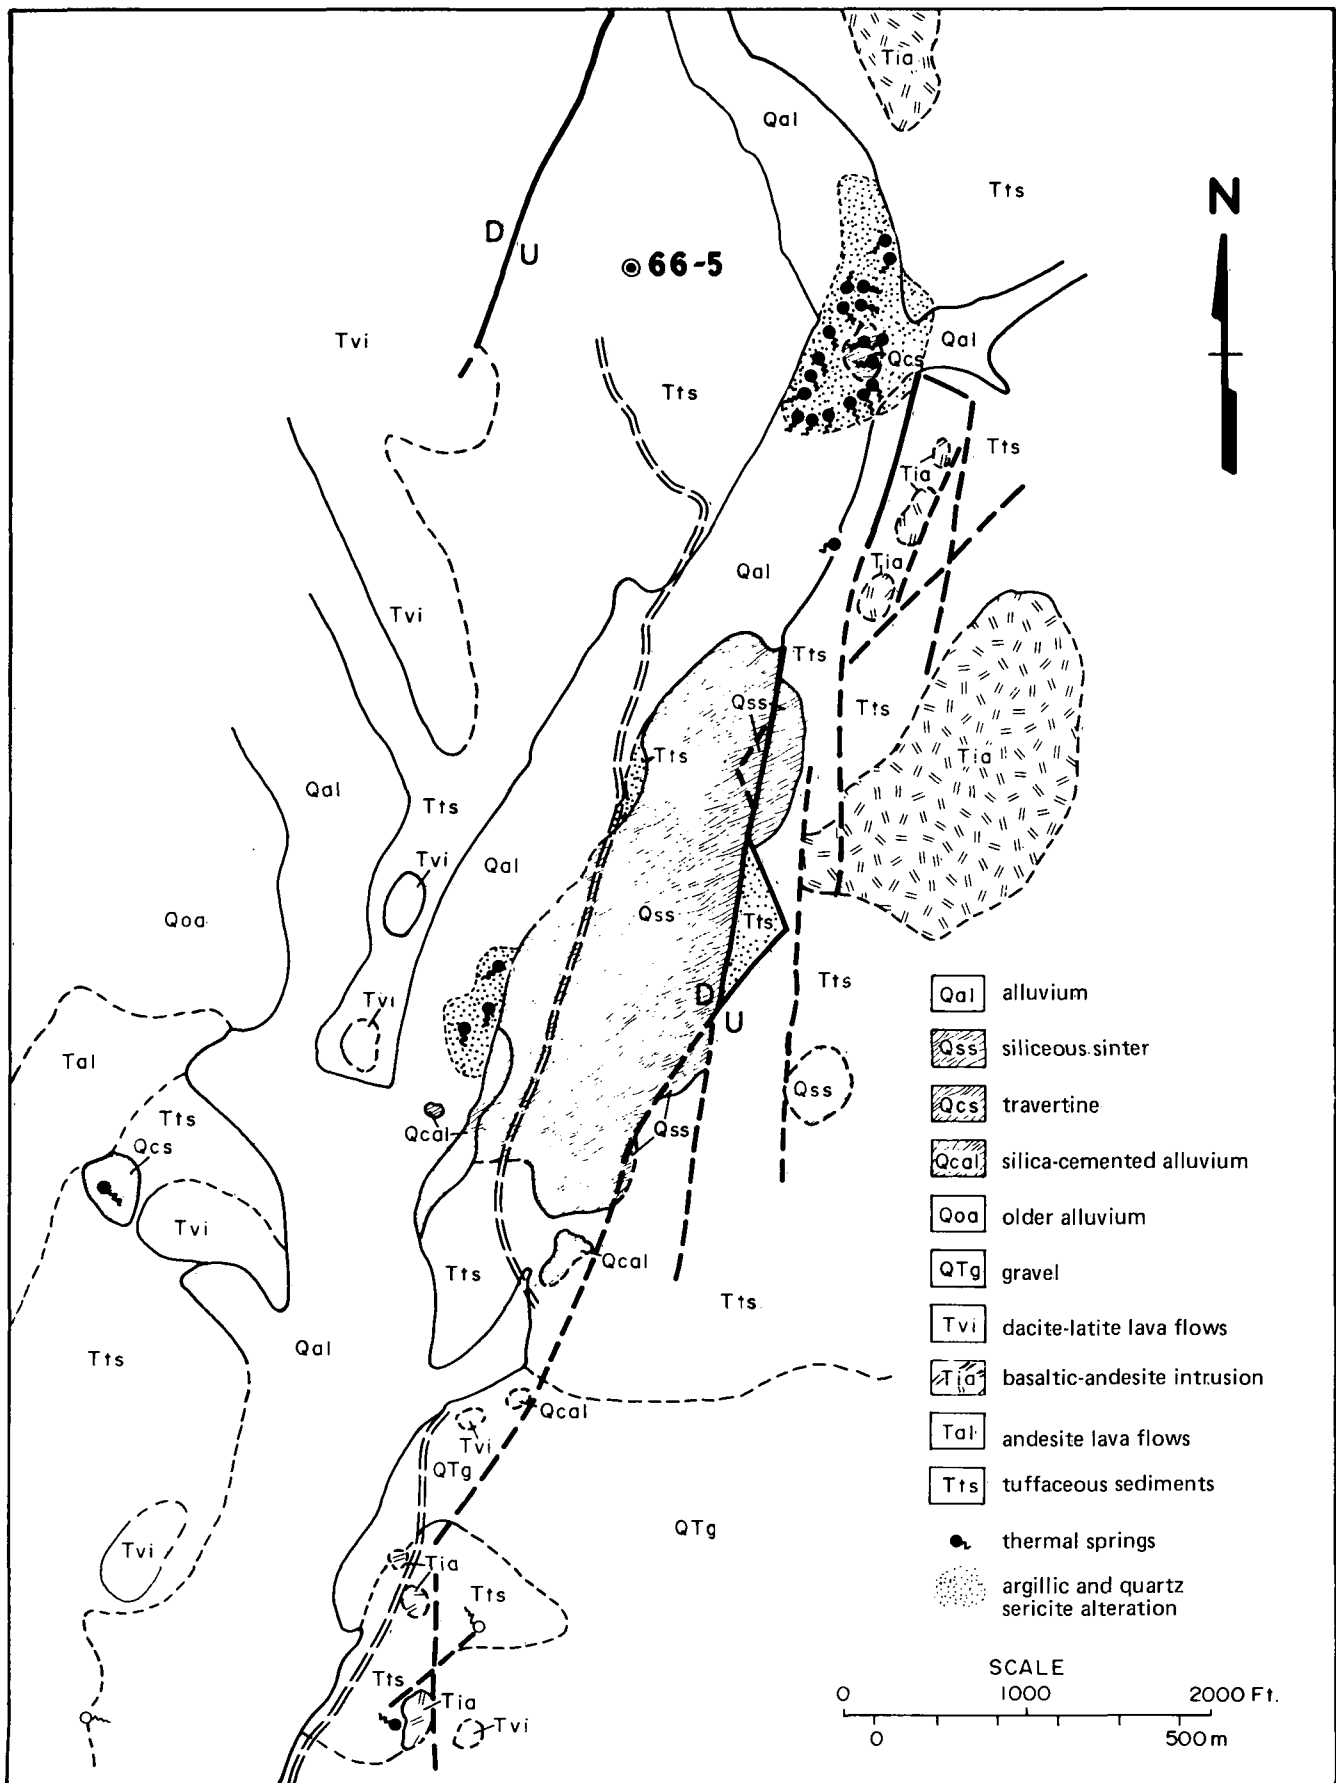 Tia
Qal
Tts
N
D
U
66-5
Tvi
Qal
Qcs
Tts
Tts
Tia
Tia
Qal
Tvi
Tts
Qss
Tts
Tts
Tia
Qal
Tts
Tvi
Qal
Qoa
Qss
Tts
Tts
Tvi
D
U
Tal
Qss
Tts
Qcs
Qcal
Qss
Tvi
Qcal
Tts
Tts
Qal
Tts
Qcal
Tvi
QTg
QTg
Tvi
Tia
Tts
Tts
Tia
Tvi
Qal alluvium
Qss siliceous sinter
Qcs travertine
Qcal silica-cemented alluvium
Qoa older alluvium
QTg gravel
Tvi dacite-latite lava flows
Tia basaltic-andesite intrusion
Tal andesite lava flows
Tts tuffaceous sediments
thermal springs
argillic and quartz
sericite alteration
SCALE
0 1000 2000 Ft.
0 500 m